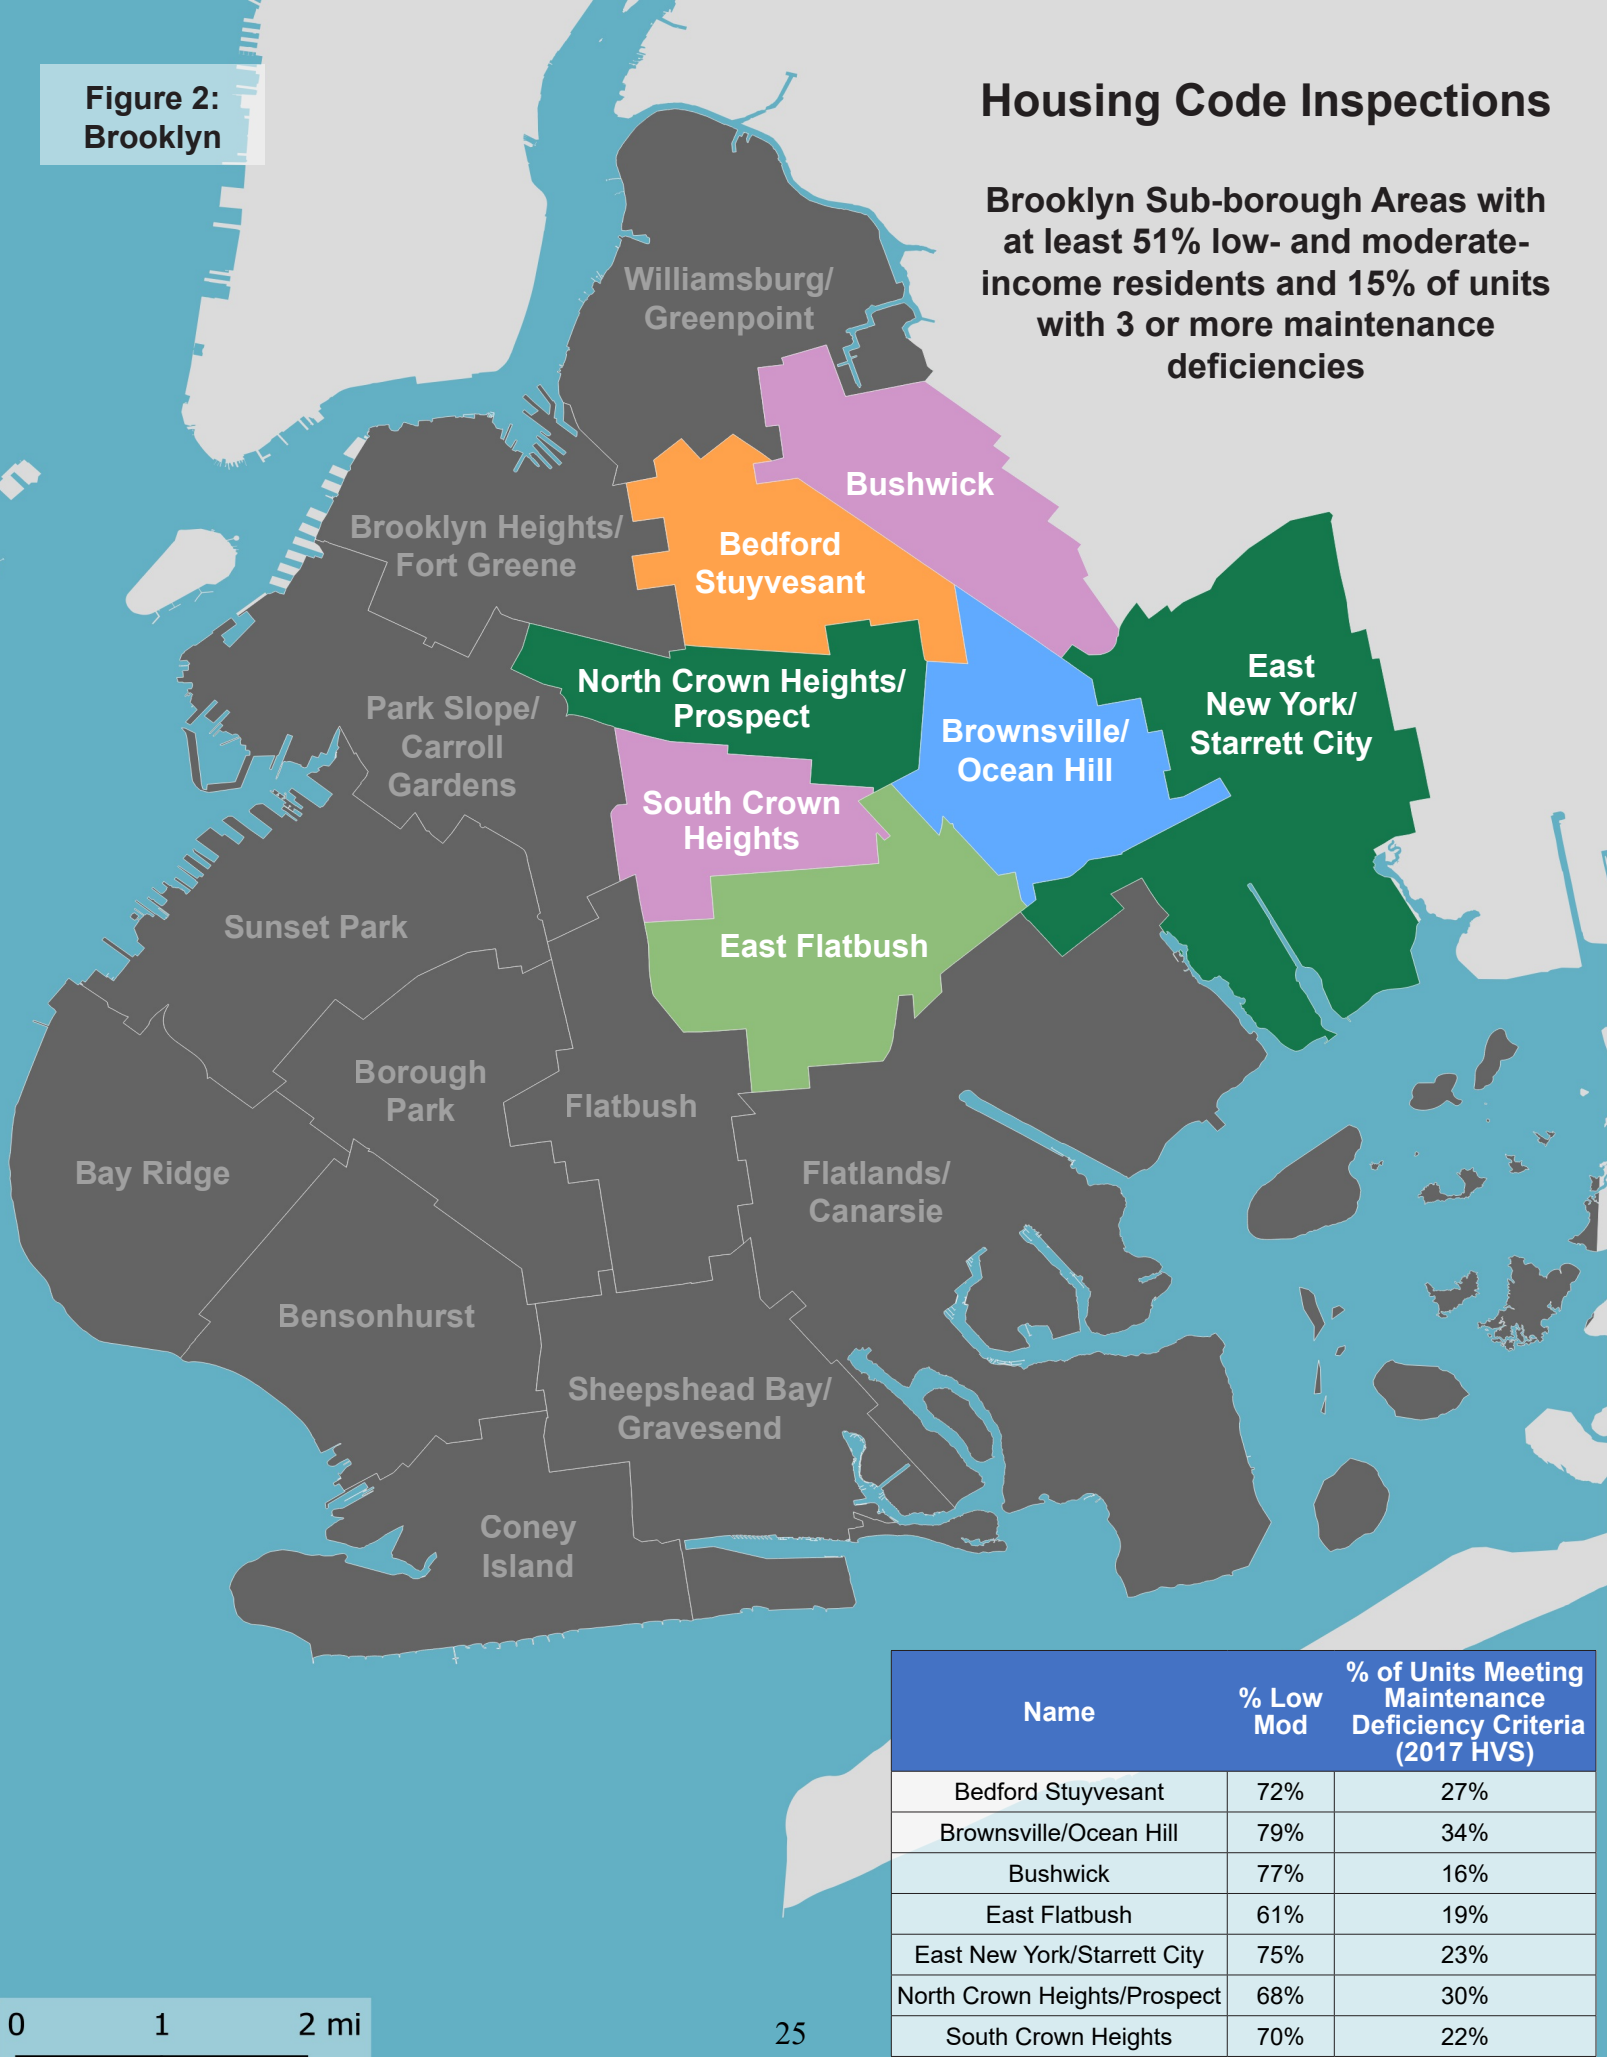 Figure 2:
Brooklyn
Housing Code Inspections
Brooklyn Sub-borough Areas with
at least 51% low- and moderate-
income residents and 15% of units
with 3 or more maintenance
deficiencies
Williamsburg/
Greenpoint
Bushwick
Brooklyn Heights/
Fort Greene
Bedford
Stuyvesant
North Crown Heights/
Prospect
East
New York/
Starrett City
Park Slope/
Carroll
Gardens
Brownsville/
Ocean Hill
South Crown
Heights
Sunset Park
East Flatbush
Borough
Park
Flatbush
Bay Ridge
Flatlands/
Canarsie
Bensonhurst
Sheepshead Bay/
Gravesend
Coney
Island
Name % Low Mod % of Units Meeting Maintenance Deficiency Criteria (2017 HVS)
Bedford Stuyvesant 72% 27%
Brownsville/Ocean Hill 79% 34%
Bushwick 77% 16%
East Flatbush 61% 19%
East New York/Starrett City 75% 23%
North Crown Heights/Prospect 68% 30%
South Crown Heights 70% 22%
0 1 2 mi
25